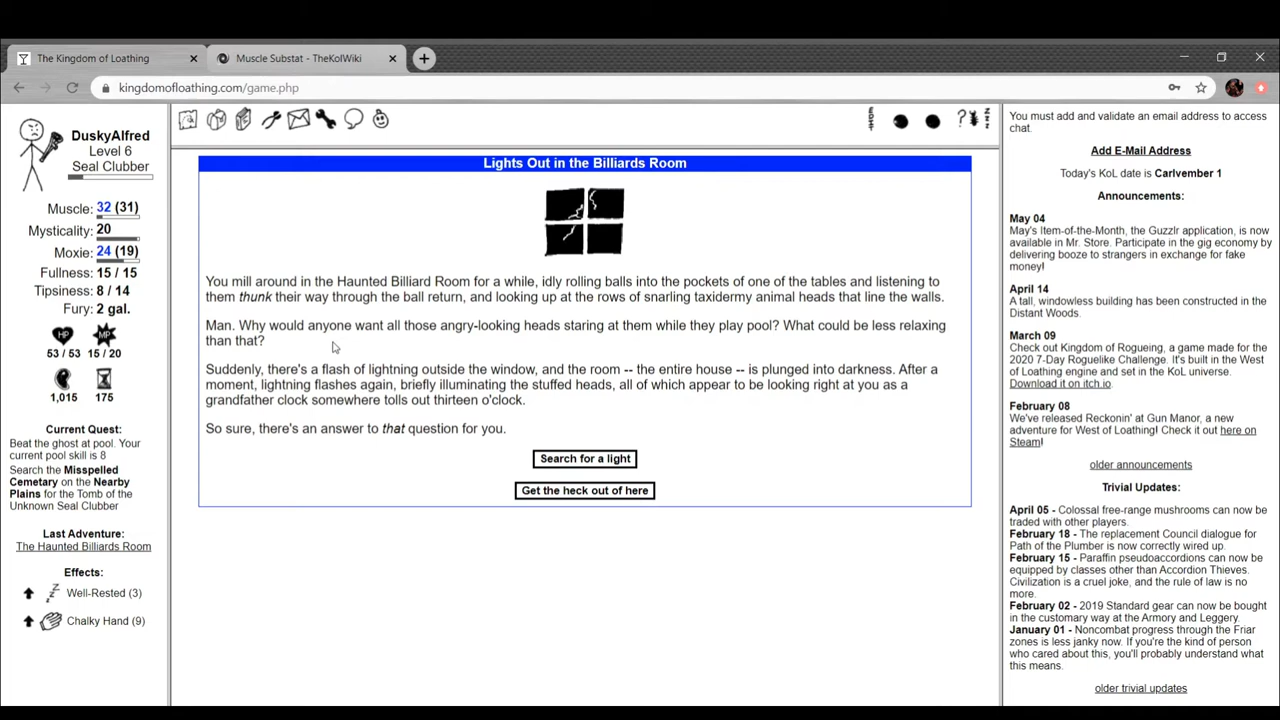 The Kingdom of Loathing
Muscle Substat - TheKolWiki
kingdomofloathing.com/game.php
DuskyAlfred
Level 6
Seal Clubber
Muscle: 32 (31)
Mysticality: 20
Moxie: 24 (19)
Fullness: 15 / 15
Tipsiness: 8 / 14
Fury: 2 gal.
HP MP
53 / 53 15 / 20
1,015 175
Current Quest:
Beat the ghost at pool. Your
current pool skill is 8
Search the Misspelled
Cemetary on the Nearby
Plains for the Tomb of the
Unknown Seal Clubber
Last Adventure:
The Haunted Billiards Room
Effects:
Well-Rested (3)
Chalky Hand (9)
Lights Out in the Billiards Room
You mill around in the Haunted Billiard Room for a while, idly rolling balls into the pockets of one of the tables and listening to
them thunk their way through the ball return, and looking up at the rows of snarling taxidermy animal heads that line the walls.
Man. Why would anyone want all those angry-looking heads staring at them while they play pool? What could be less relaxing
than that?
Suddenly, there's a flash of lightning outside the window, and the room -- the entire house -- is plunged into darkness. After a
moment, lightning flashes again, briefly illuminating the stuffed heads, all of which appear to be looking right at you as a
grandfather clock somewhere tolls out thirteen o'clock.
So sure, there's an answer to that question for you.
Search for a light
Get the heck out of here
You must add and validate an email address to access
chat.
Add E-Mail Address
Today's KoL date is Carlvember 1
Announcements:
May 04
May's Item-of-the-Month, the Guzzlr application, is now
available in Mr. Store. Participate in the gig economy by
delivering booze to strangers in exchange for fake
money!
April 14
A tall, windowless building has been constructed in the
Distant Woods.
March 09
Check out Kingdom of Rogueing, a game made for the
2020 7-Day Roguelike Challenge. It's built in the West
of Loathing engine and set in the KoL universe.
Download it on itch.io.
February 08
We've released Reckonin' at Gun Manor, a new
adventure for West of Loathing! Check it out here on
Steam!
older announcements
Trivial Updates:
April 05 - Colossal free-range mushrooms can now be
traded with other players.
February 18 - The replacement Council dialogue for
Path of the Plumber is now correctly wired up.
February 15 - Paraffin pseudoaccordions can now be
equipped by classes other than Accordion Thieves.
Civilization is a cruel joke, and the rule of law is no
more.
February 02 - 2019 Standard gear can now be bought
in the customary way at the Armory and Leggery.
January 01 - Noncombat progress through the Friar
zones is less janky now. If you're the kind of person
who cared about this, you'll probably understand what
this means.
older trivial updates